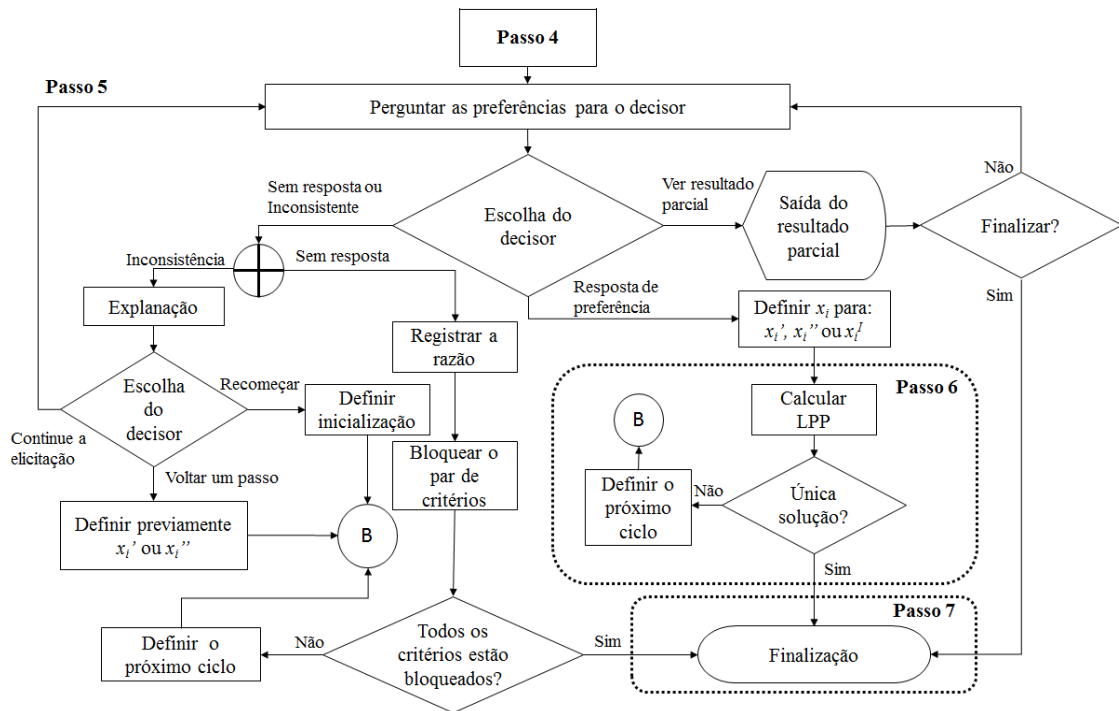 Passo 4
Passo 5
Perguntar as preferências para o decisor
Sem resposta ou
Inconsistente
Escolha do
decisor
Ver resultado
parcial
Saída do
resultado
parcial
Não
Finalizar?
Sim
Inconsistência
Sem resposta
Explanação
Resposta de
preferência
Definir xi para:
xi’, xi’’ ou xiI
Registrar a
razão
Escolha
do
decisor
Recomeçar
Continue a
elicitação
Voltar um passo
Definir
inicialização
Bloquear o
par de
critérios
Definir previamente
xi’ ou xi’’
B
Passo 6
Calcular
LPP
B
Única
solução?
Não
Definir o
próximo
ciclo
Sim
Passo 7
Definir o
próximo ciclo
Não
Todos os
critérios estão
bloqueados?
Sim
Finalização